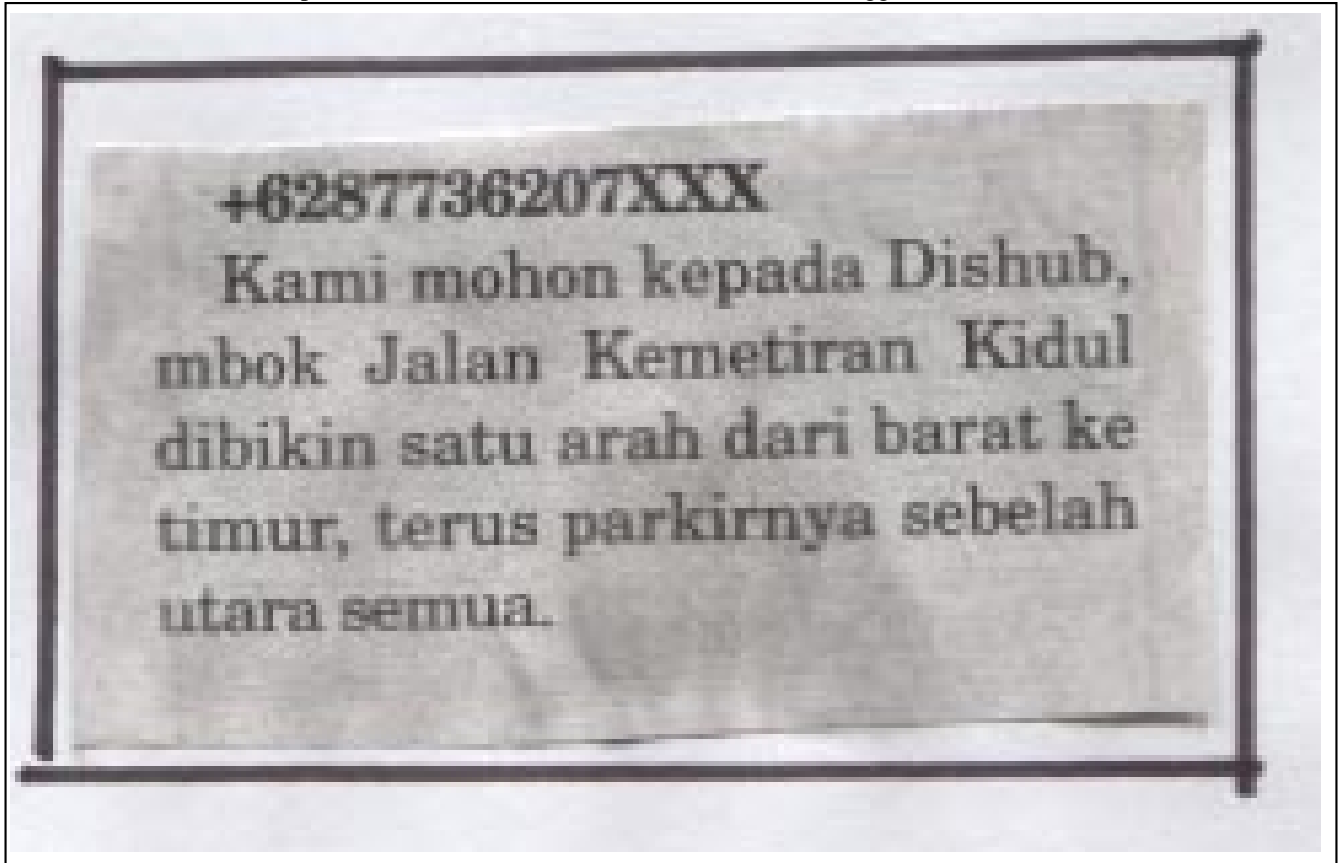 +6287736207XXX
Kami mohon kepada Dishub,
mbok Jalan Kemetiran Kidul
dibikin satu arah dari barat ke
timur, terus parkirnya sebelah
utara semua.